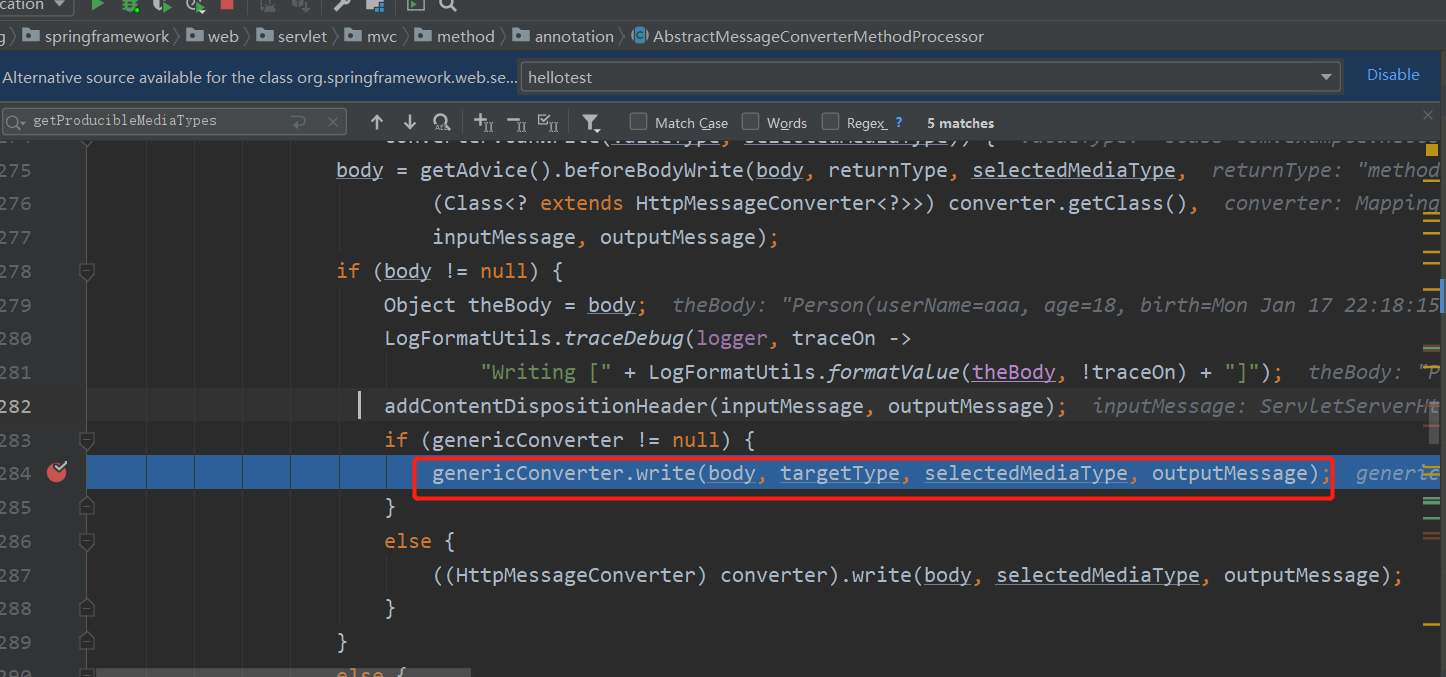 cation
springframework web servlet mvc method annotation AbstractMessageConverterMethodProcessor
Alternative source available for the class org.springframework.web.se... hellotest Disable
getProducibleMediaTypes Match Case Words Regex ? 5 matches
275 body = getAdvice().beforeBodyWrite(body, returnType, selectedMediaType, returnType: "method
276 (Class<? extends HttpMessageConverter<?>>) converter.getClass(), converter: Mapping
277 inputMessage, outputMessage);
278 if (body != null) {
279 Object theBody = body; theBody: "Person(userName=aaa, age=18, birth=Mon Jan 17 22:18:15
280 LogFormatUtils.traceDebug(logger, traceOn ->
281 "Writing [" + LogFormatUtils.formatValue(theBody, !traceOn) + "]"); theBody: "P
282 addContentDispositionHeader(inputMessage, outputMessage); inputMessage: ServletServerHt
283 if (genericConverter != null) {
284 genericConverter.write(body, targetType, selectedMediaType, outputMessage); generic
285 }
286 else {
287 ((HttpMessageConverter) converter).write(body, selectedMediaType, outputMessage);
288 }
289 }
290 else {